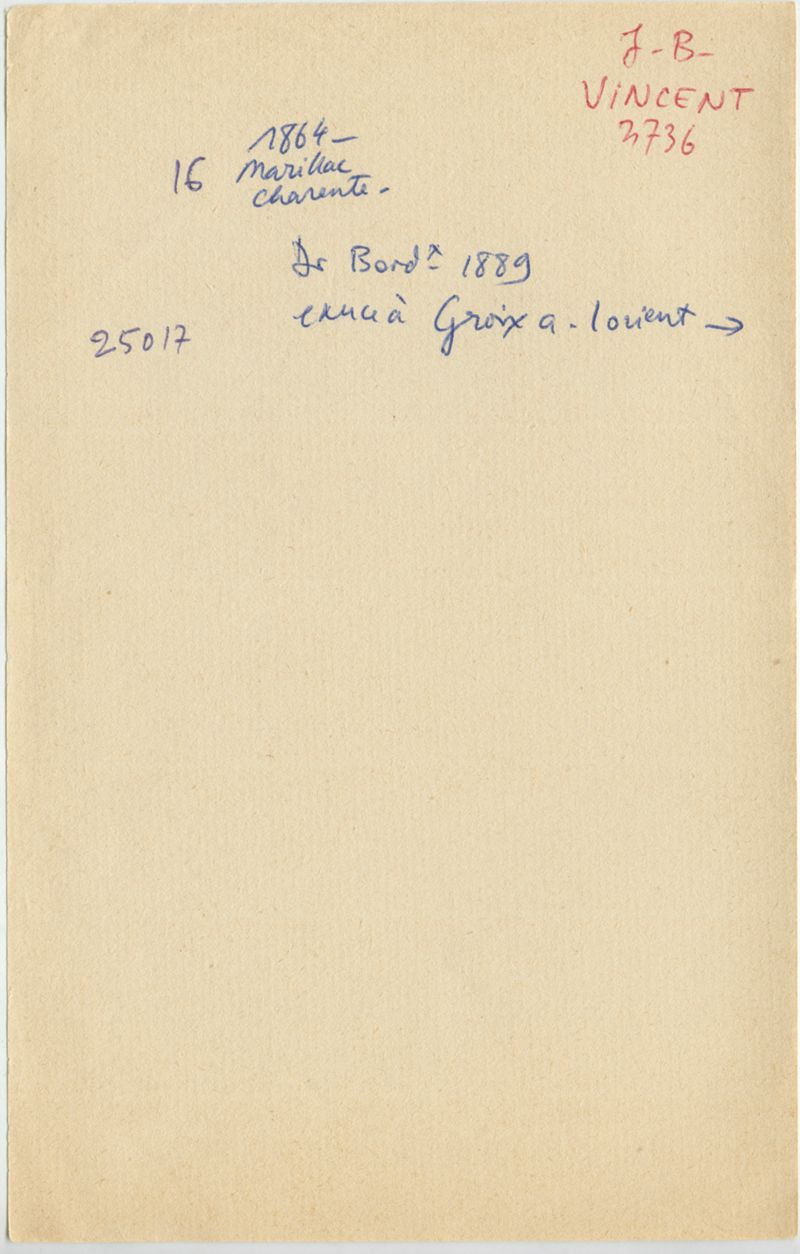 J-B-
VINCENT
3736
1864-
16 Marillac
charente-
Dr Bordx 1889
à Groix a. lorient →
25017